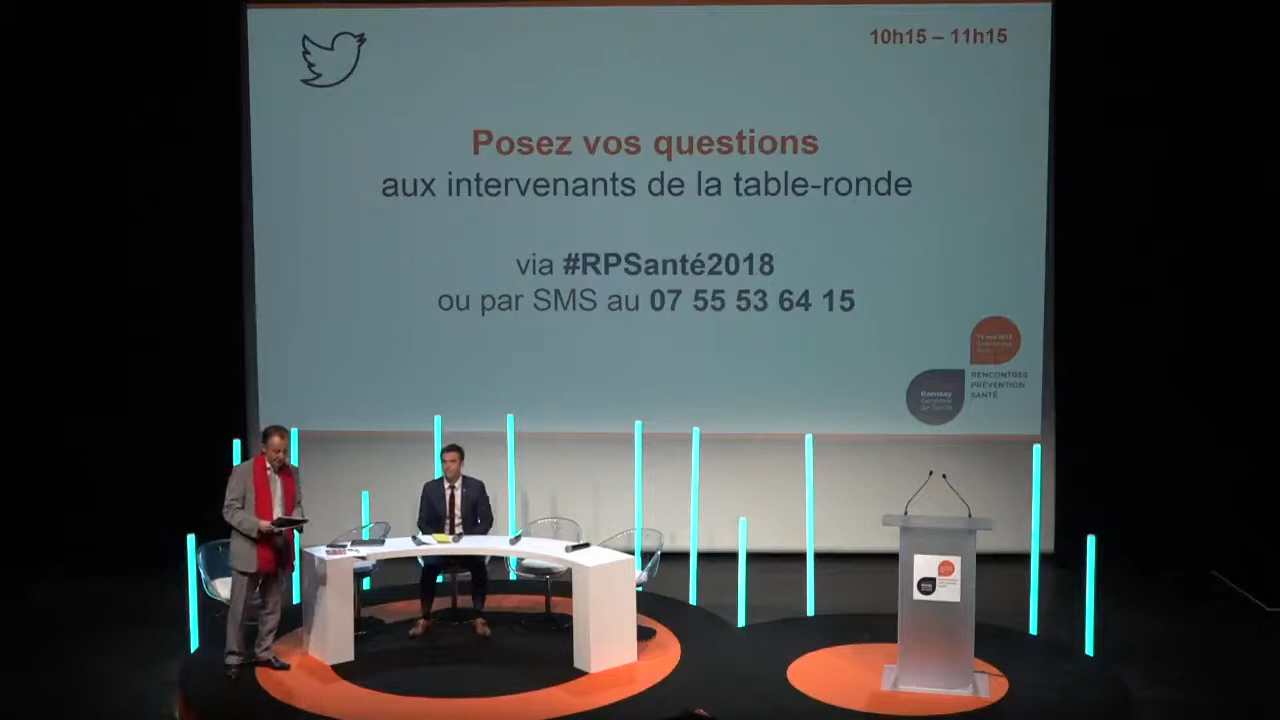 10h15 – 11h15
Posez vos questions
aux intervenants de la table-ronde
via #RPSanté2018
ou par SMS au 07 55 53 64 15
RENCONTRES
PRÉVENTION
SANTÉ
Ramsay